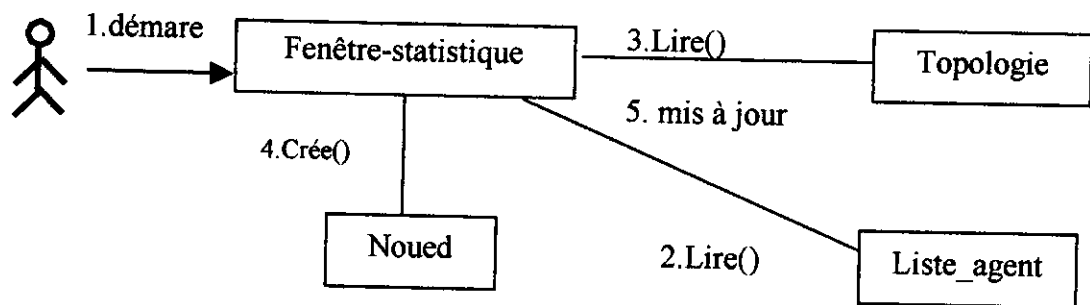 1.démare
Fenêtre-statistique
3.Lire()
Topologie
5. mis à jour
4.Crée()
Noued
2.Lire()
Liste_agent